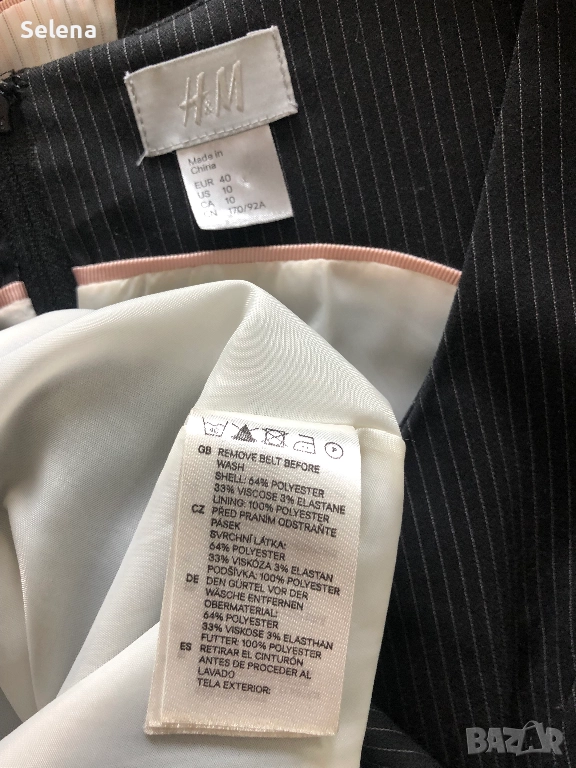 Selena
H&M
Made in
China
EUR 40
US 10
CA 10
CN 170/92A
GB REMOVE BELT BEFORE
WASH
SHELL: 64% POLYESTER
33% VISCOSE 3% ELASTANE
LINING: 100% POLYESTER
CZ PŘED PRANÍM ODSTRAŇTE
PÁSEK
SVRCHNÍ LÁTKA:
64% POLYESTER
33% VISKÓZA 3% ELASTAN
PODŠÍVKA: 100% POLYESTER
DE DEN GÜRTEL VOR DER
WÄSCHE ENTFERNEN
OBERMATERIAL:
64% POLYESTER
33% VISKOSE 3% ELASTHAN
FUTTER: 100% POLYESTER
ES RETIRAR EL CINTURÓN
ANTES DE PROCEDER AL
LAVADO
TELA EXTERIOR:
BAZAR